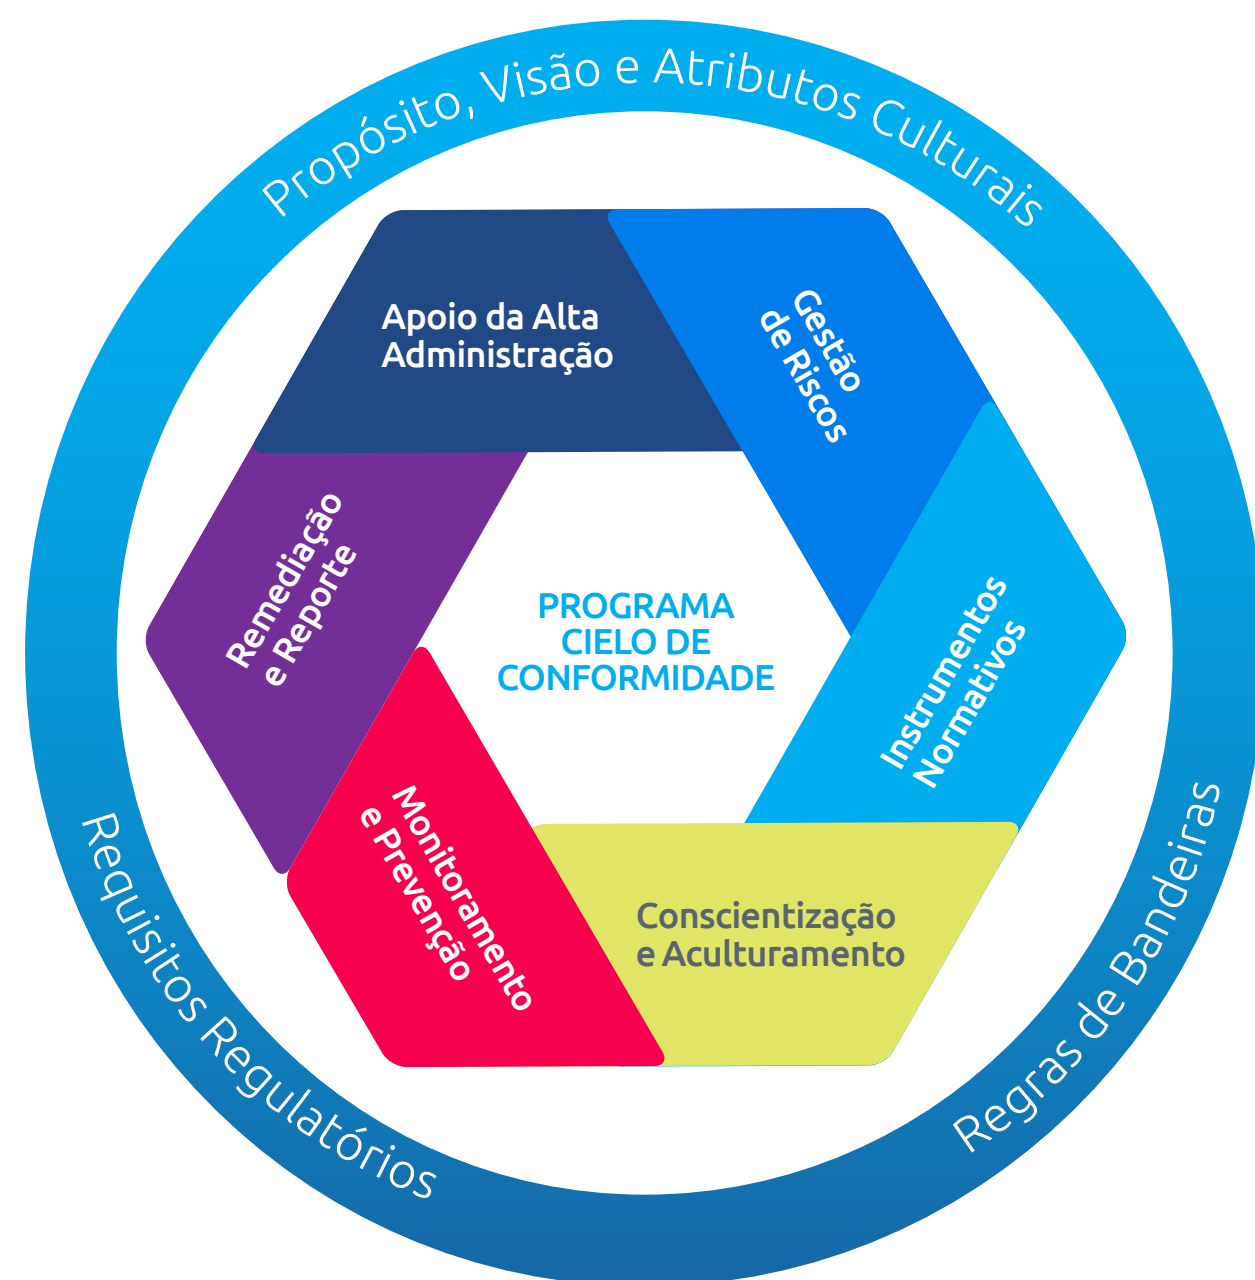 Propósito, Visão e Atributos Culturais
Apoio da Alta
Administração
Gestão
de Riscos
Instrumentos
Normativos
Conscientização
e Aculturamento
Monitoramento
e Prevenção
Remediação
e Reporte
PROGRAMA
CIELO DE
CONFORMIDADE
Requisitos Regulatórios
Regras de Bandeiras